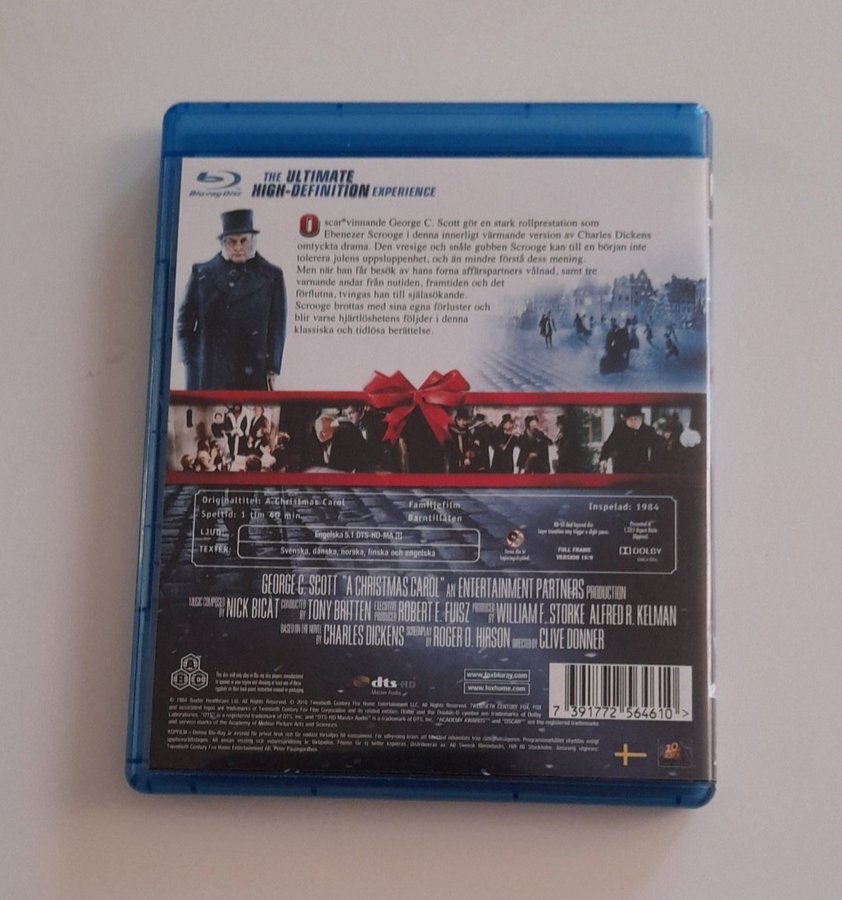 Blu-ray Disc
THE ULTIMATE
HIGH-DEFINITION EXPERIENCE
Oscar®vinnande George C. Scott gör en stark rollprestation som
Ebenezer Scrooge i denna innerligt värmande version av Charles Dickens
omtyckta drama. Den vresige och snåle gubben Scrooge kan till en början inte
tolerera julens uppsluppenhet, och än mindre förstå dess mening.
Men när han får besök av hans forna affärspartners vålnad, samt tre
varnande andar från nutiden, framtiden och det
förflutna, tvingas han till själasökande.
Scrooge brottas med sina egna förluster och
blir varse hjärtlöshetens följder i denna
klassiska och tidlösa berättelse.
Originaltitel: A Christmas Carol Familjefilm Inspelad: 1984
Speltid: 1 tim 40 min Barntillåten
LJUD: Engelska 5.1 DTS-HD-MA
TEXTER: Svenska, danska, norska, finska och engelska
FULL FRAME
VERSION 16:9
DOLBY
GEORGE C. SCOTT "A CHRISTMAS CAROL" AN ENTERTAINMENT PARTNERS PRODUCTION
MUSIC COMPOSED BY NICK BICÂT CONDUCTED BY TONY BRITTEN EXECUTIVE PRODUCER ROBERT E. FUISZ PRODUCED BY WILLIAM F. STORKE ALFRED R. KELMAN
BASED ON THE NOVEL BY CHARLES DICKENS SCREENPLAY BY ROGER O. HIRSON DIRECTED BY CLIVE DONNER
A
B C
dts-HD
Master Audio
www.foxbluray.com
www.foxhome.com
7 391772 564610 >
20